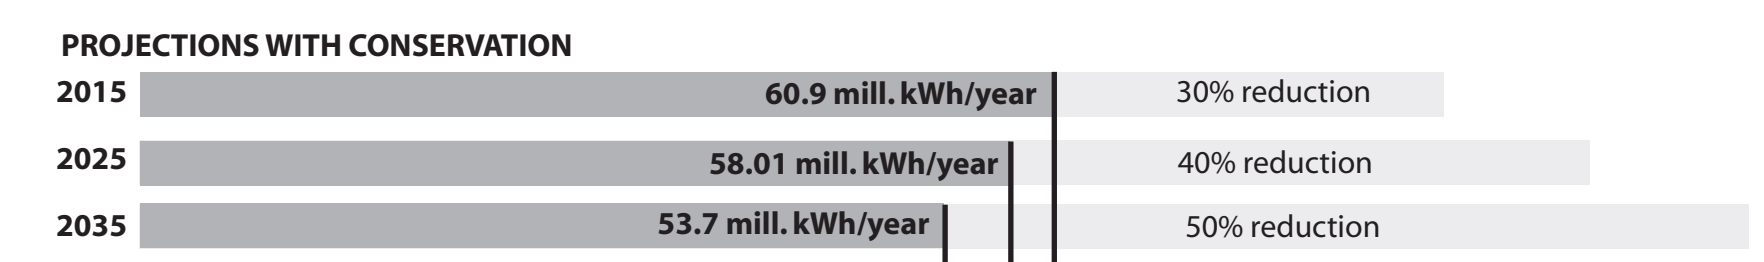 PROJECTIONS WITH CONSERVATION
2015 60.9 mill. kWh/year 30% reduction
2025 58.01 mill. kWh/year 40% reduction
2035 53.7 mill. kWh/year 50% reduction